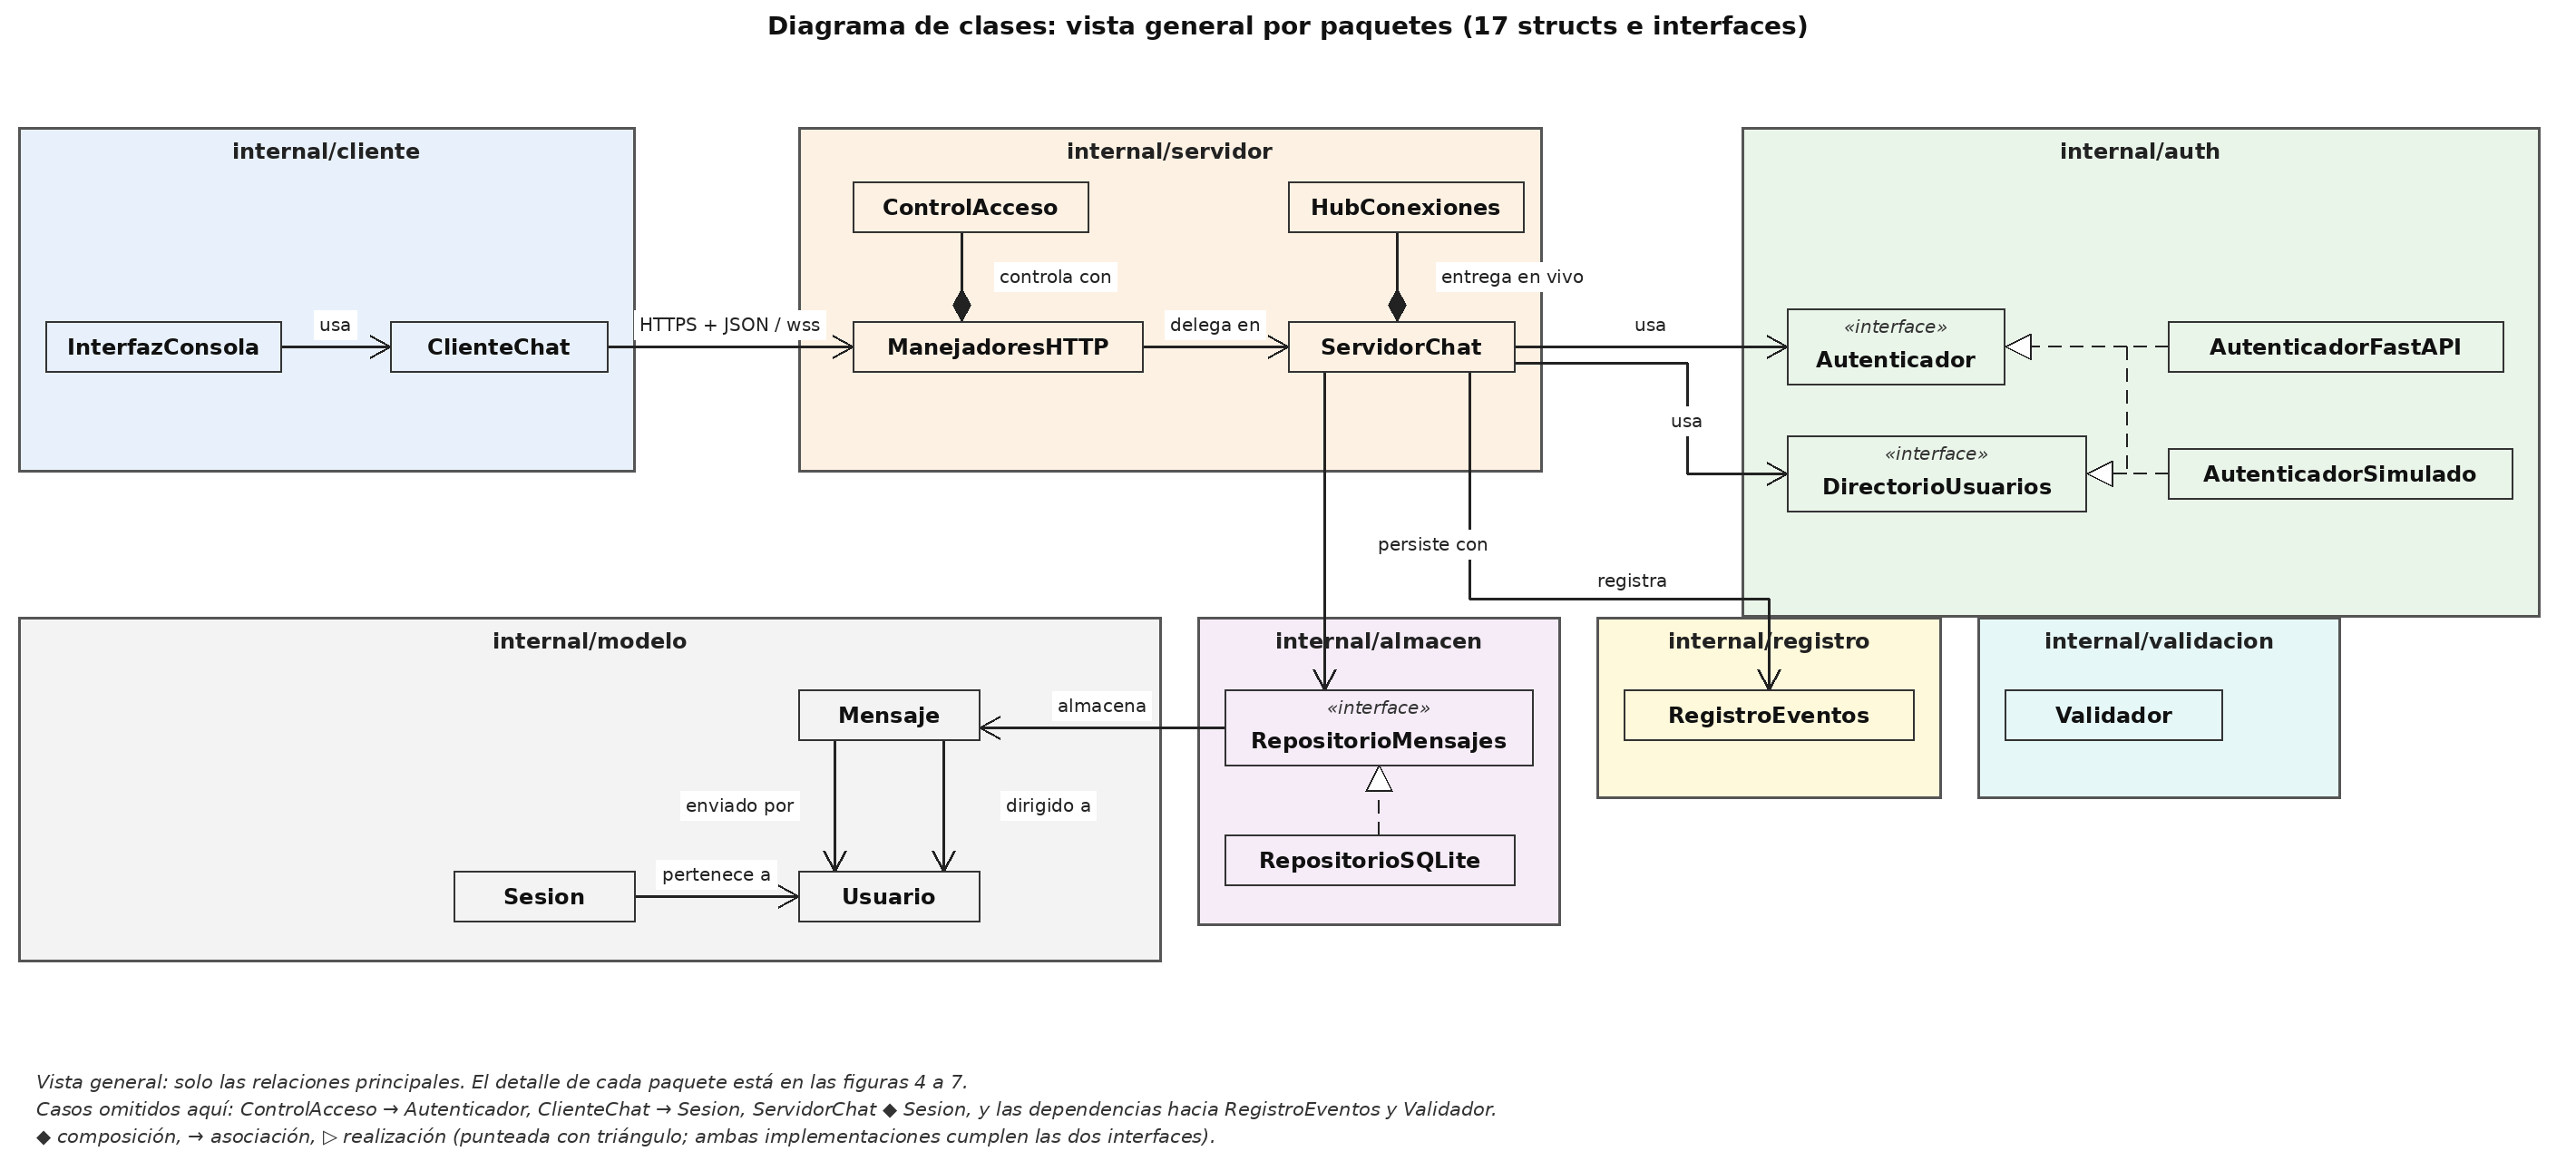 Diagrama de clases: vista general por paquetes (17 structs e interfaces)
internal/cliente
InterfazConsola
usa
ClienteChat
HTTPS + JSON / wss
internal/servidor
ControlAcceso
HubConexiones
controla con
entrega en vivo
ManejadoresHTTP
delega en
ServidorChat
usa
usa
persiste con
registra
internal/auth
«interface»
Autenticador
AutenticadorFastAPI
«interface»
DirectorioUsuarios
AutenticadorSimulado
internal/modelo
Mensaje
almacena
enviado por
dirigido a
Sesion
pertenece a
Usuario
internal/almacen
«interface»
RepositorioMensajes
RepositorioSQLite
internal/registro
RegistroEventos
internal/validacion
Validador
Vista general: solo las relaciones principales. El detalle de cada paquete está en las figuras 4 a 7.
Casos omitidos aquí: ControlAcceso → Autenticador, ClienteChat → Sesion, ServidorChat ◆ Sesion, y las dependencias hacia RegistroEventos y Validador.
◆ composición, → asociación, ▷ realización (punteada con triángulo; ambas implementaciones cumplen las dos interfaces).